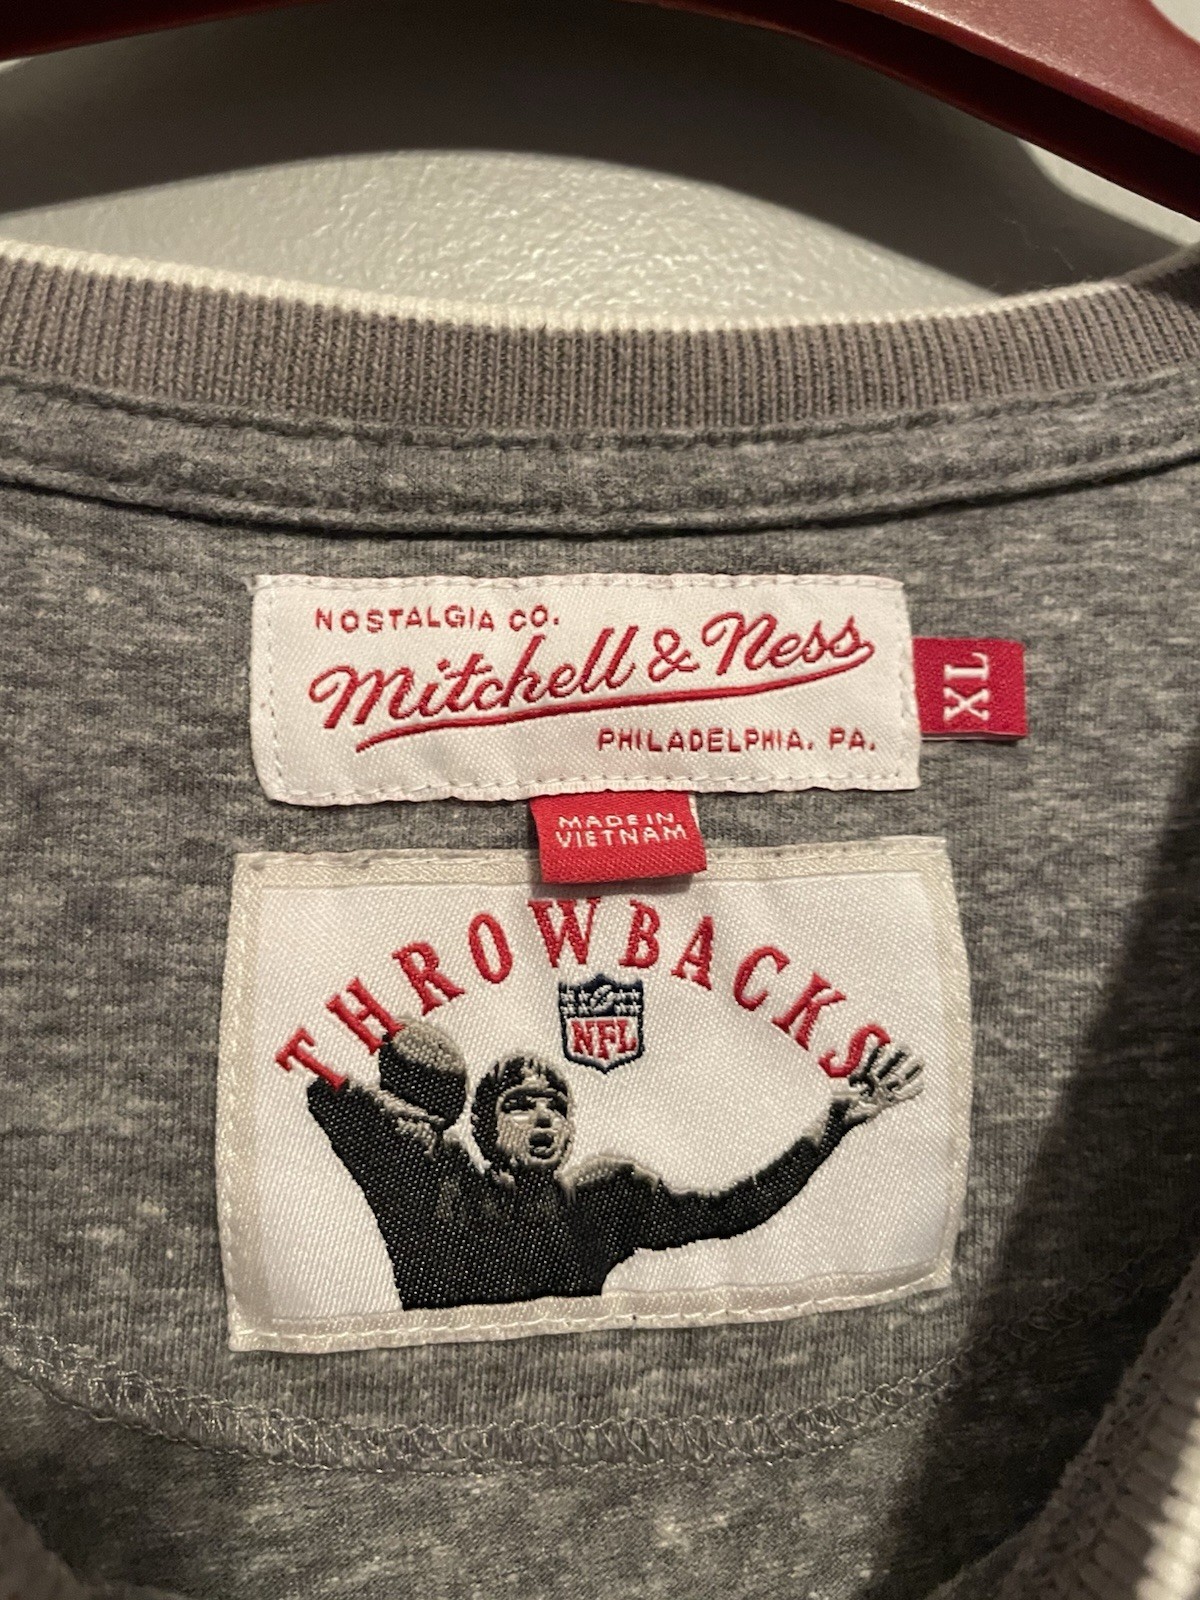 NOSTALGIA CO.
Mitchell & Ness
PHILADELPHIA. PA.
XL
MADE IN
VIETNAM
THROWBACKS
NFL